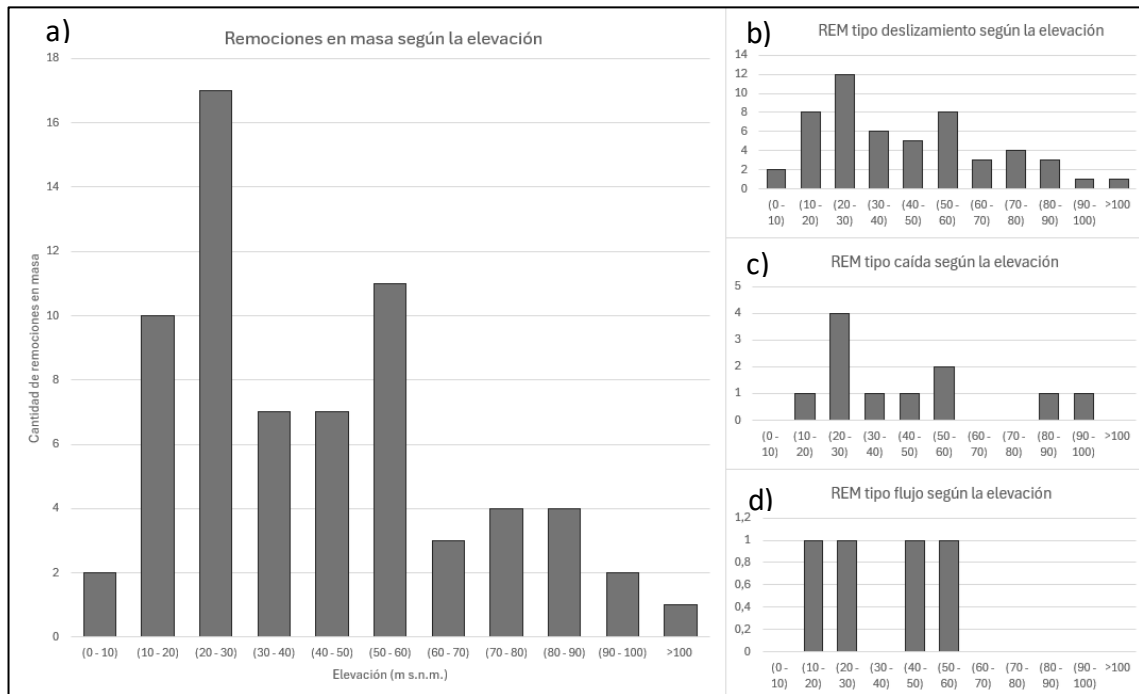 a)
Remociones en masa según la elevación
18
16
14
12
10
8
6
4
2
0
Cantidad de remociones en masa
(0 - 10) (10 - 20) (20 - 30) (30 - 40) (40 - 50) (50 - 60) (60 - 70) (70 - 80) (80 - 90) (90 - 100) >100
Elevación (m s.n.m.)
b)
REM tipo deslizamiento según la elevación
14
12
10
8
6
4
2
0
(0 - (10 - (20 - (30 - (40 - (50 - (60 - (70 - (80 - (90 - >100
10) 20) 30) 40) 50) 60) 70) 80) 90) 100)
c)
REM tipo caída según la elevación
5
4
3
2
1
0
(0 - (10 - (20 - (30 - (40 - (50 - (60 - (70 - (80 - (90 - >100
10) 20) 30) 40) 50) 60) 70) 80) 90) 100)
d)
REM tipo flujo según la elevación
1,2
1
0,8
0,6
0,4
0,2
0
(0 - (10 - (20 - (30 - (40 - (50 - (60 - (70 - (80 - (90 - >100
10) 20) 30) 40) 50) 60) 70) 80) 90) 100)